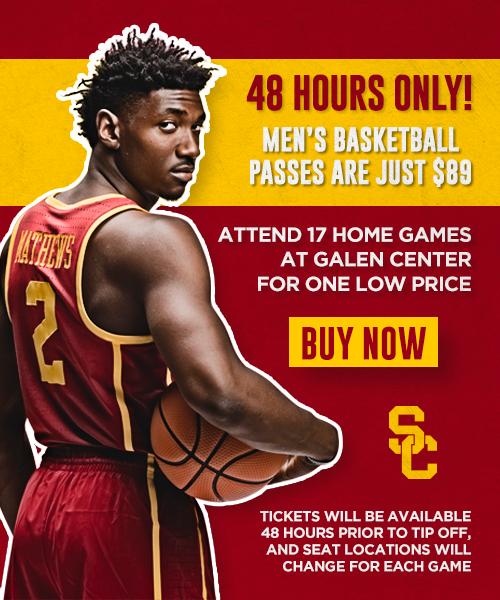 48 HOURS ONLY!
MEN'S BASKETBALL
PASSES ARE JUST $89
ATTEND 17 HOME GAMES
AT GALEN CENTER
FOR ONE LOW PRICE
MATHEWS
2
BUY NOW
SC
TICKETS WILL BE AVAILABLE
48 HOURS PRIOR TO TIP OFF,
AND SEAT LOCATIONS WILL
CHANGE FOR EACH GAME